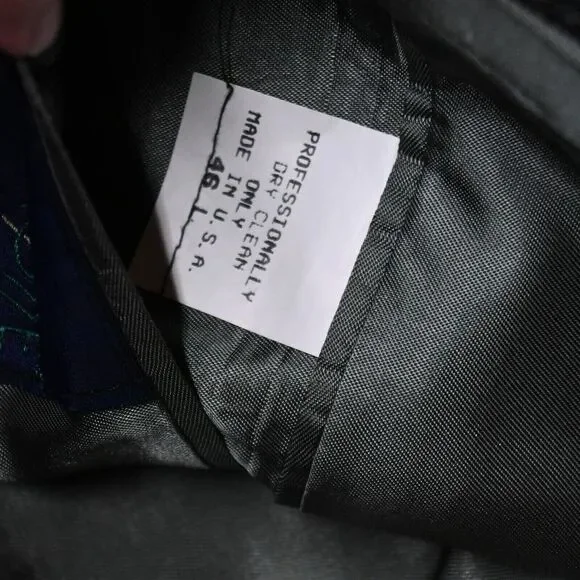 PROFESSIONALLY
DRY CLEAN
ONLY
MADE IN U.S.A.
46 L